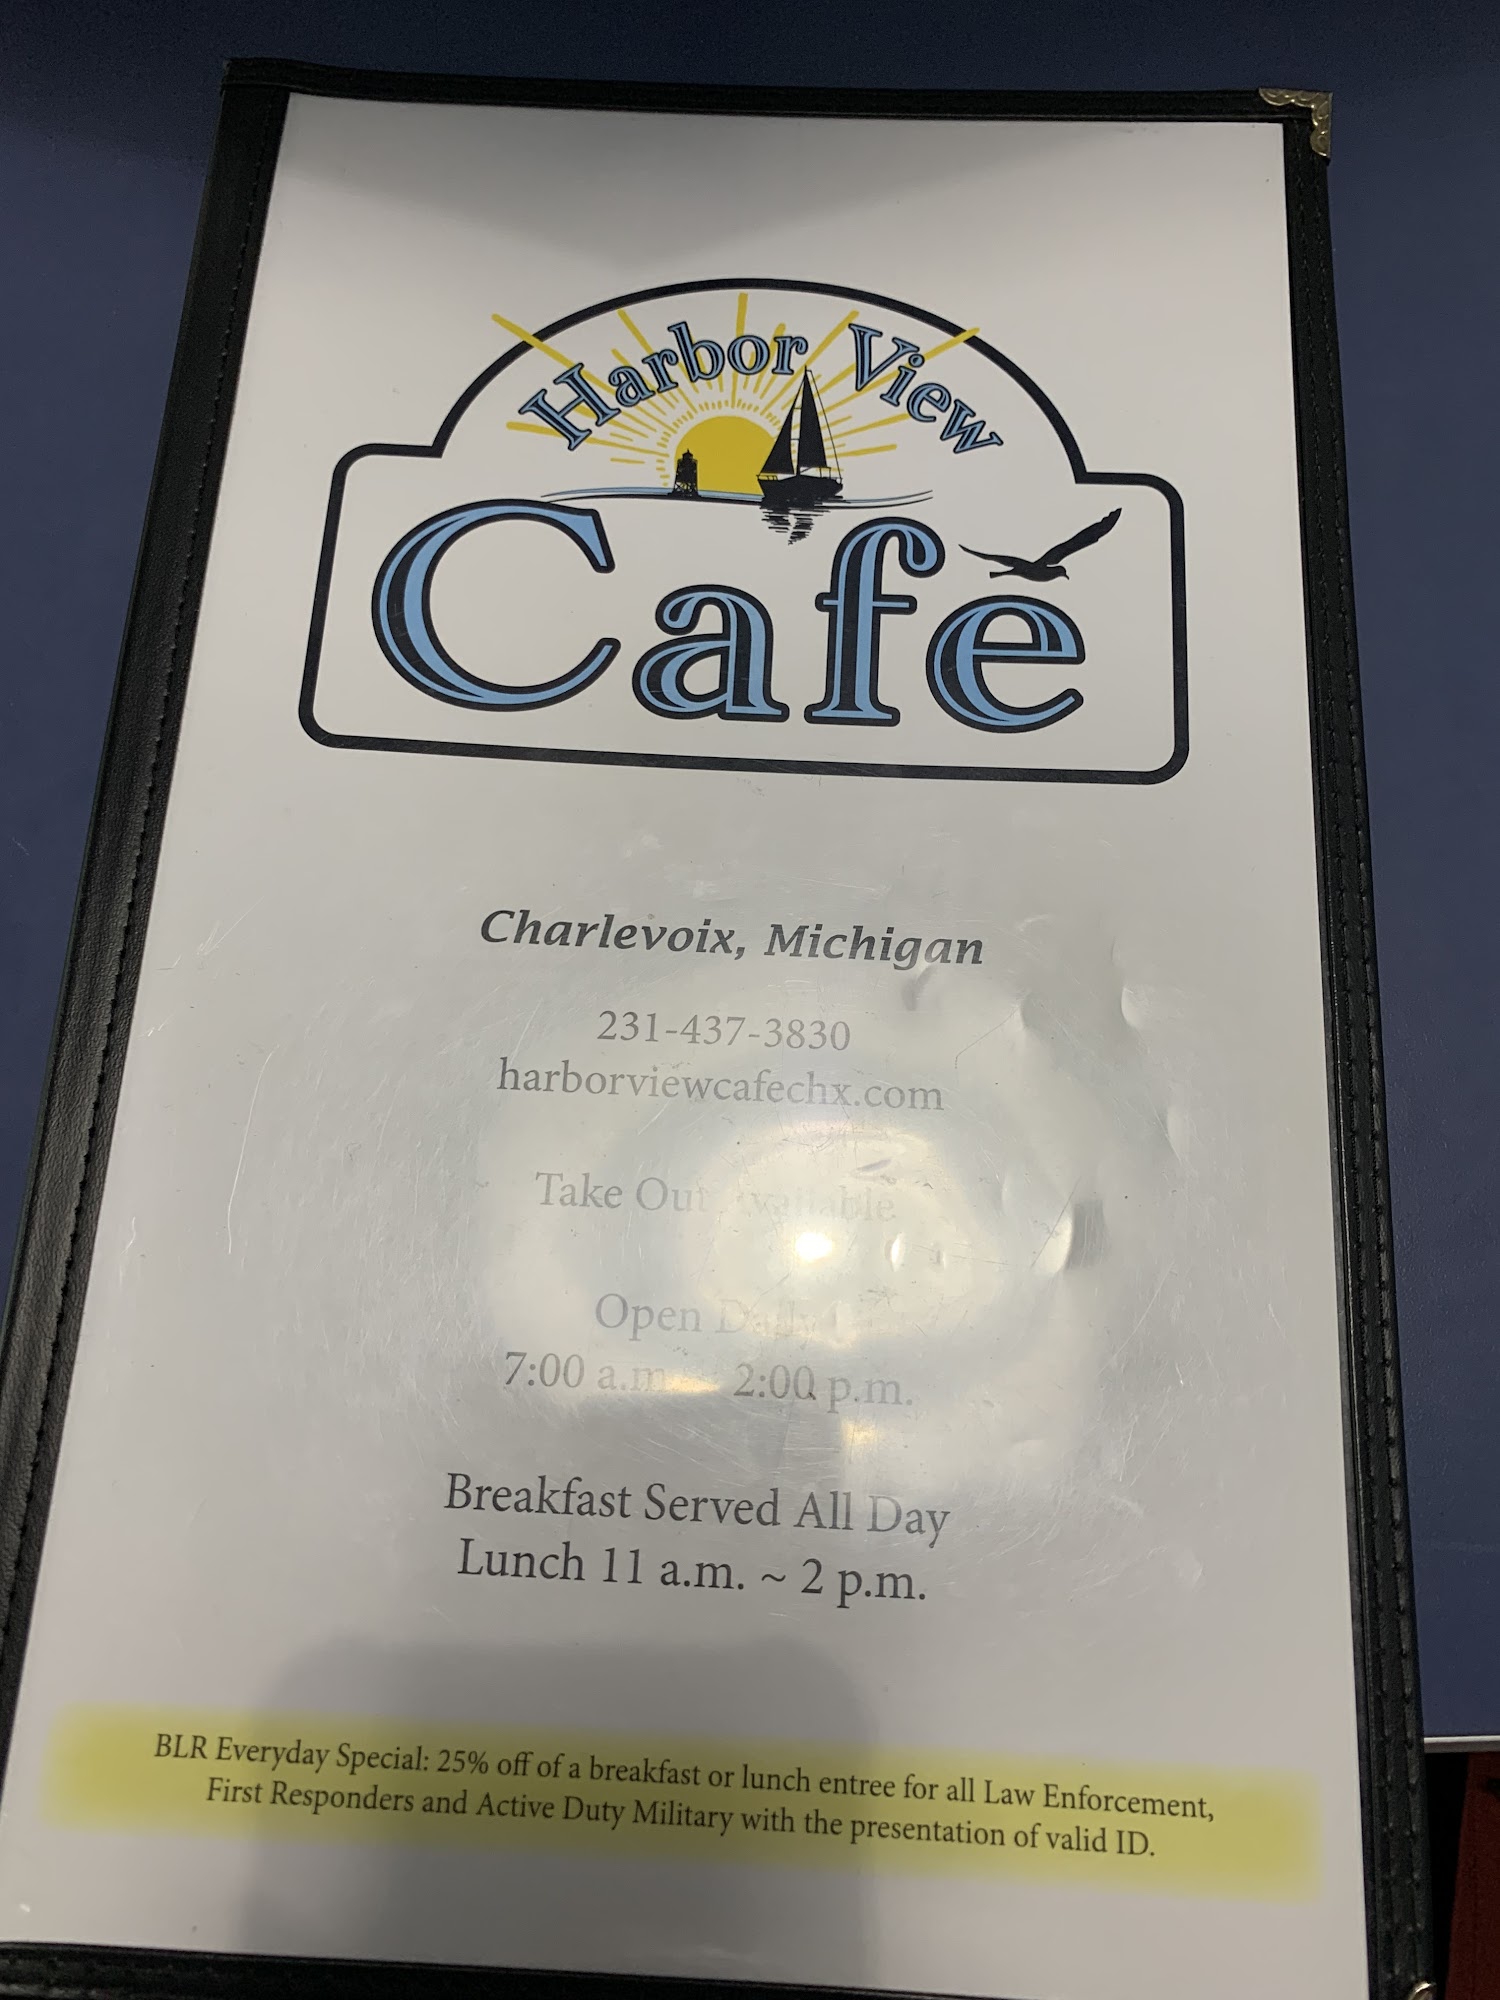 Harbor View
Café
Charlevoix, Michigan
231-437-3830
harborviewcafechx.com
Take Out Available
Open Daily
7:00 a.m. 2:00 p.m.
Breakfast Served All Day
Lunch 11 a.m. ~ 2 p.m.
BLR Everyday Special: 25% off of a breakfast or lunch entree for all Law Enforcement,
First Responders and Active Duty Military with the presentation of valid ID.